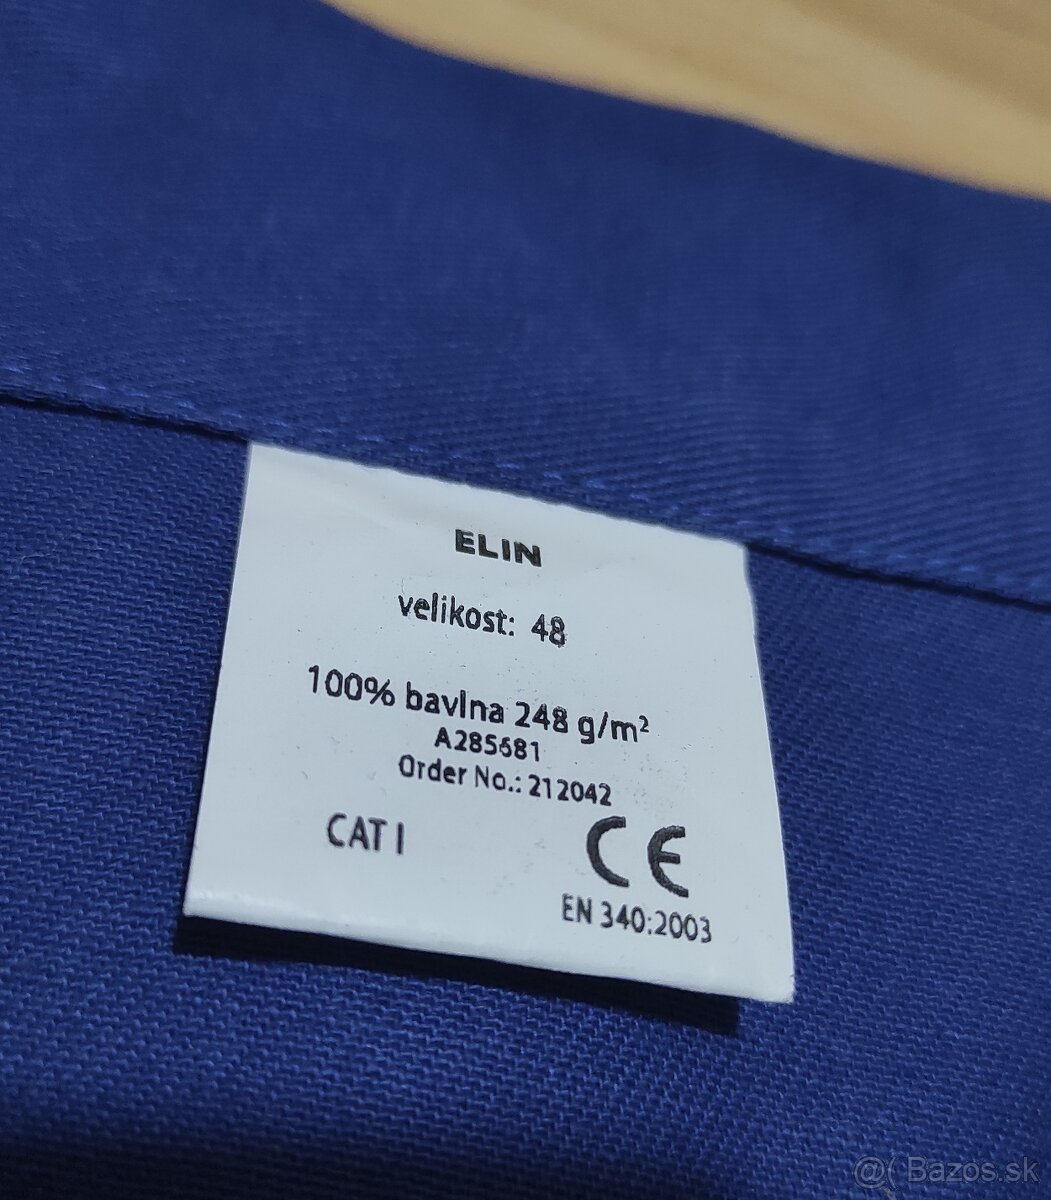 ELIN
velikost: 48
100% bavlna 248 g/m²
A285681
Order No.: 212042
CAT I
CE
EN 340:2003
@( Bazos.sk